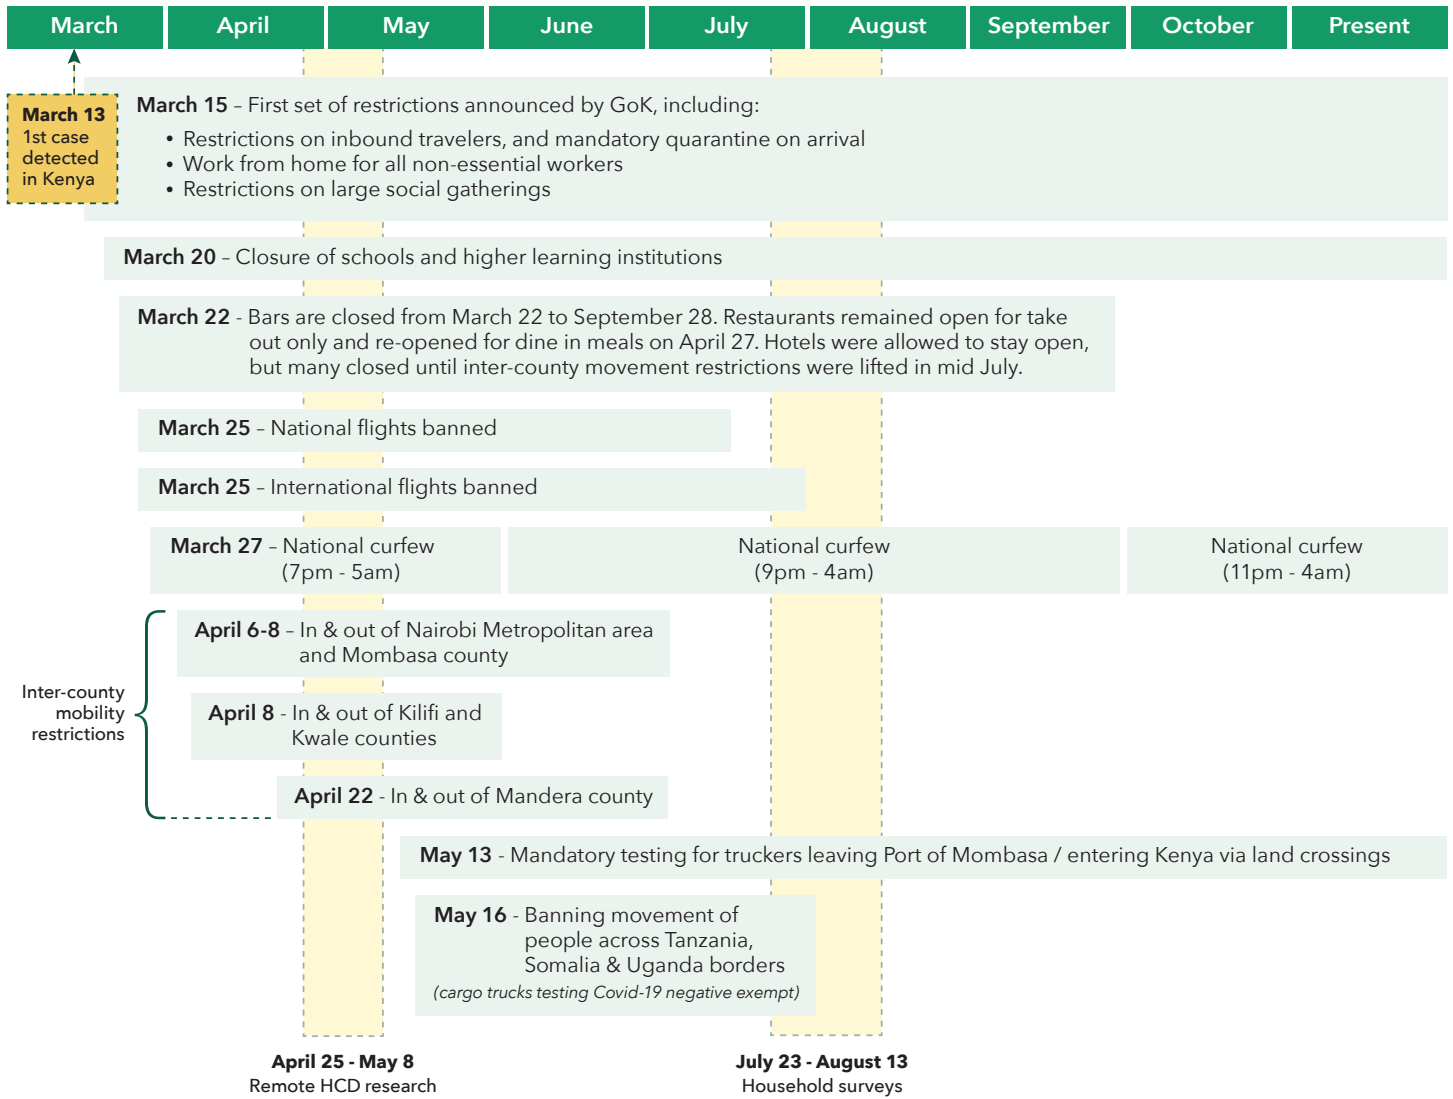 March April May June July August September October Present
March 13
1st case
detected
in Kenya
March 15 – First set of restrictions announced by GoK, including:
• Restrictions on inbound travelers, and mandatory quarantine on arrival
• Work from home for all non-essential workers
• Restrictions on large social gatherings
March 20 – Closure of schools and higher learning institutions
March 22 - Bars are closed from March 22 to September 28. Restaurants remained open for take
out only and re-opened for dine in meals on April 27. Hotels were allowed to stay open,
but many closed until inter-county movement restrictions were lifted in mid July.
March 25 – National flights banned
March 25 – International flights banned
March 27 – National curfew
(7pm - 5am)
National curfew
(9pm - 4am)
National curfew
(11pm - 4am)
Inter-county
mobility
restrictions
April 6-8 – In & out of Nairobi Metropolitan area
and Mombasa county
April 8 - In & out of Kilifi and
Kwale counties
April 22 - In & out of Mandera county
May 13 - Mandatory testing for truckers leaving Port of Mombasa / entering Kenya via land crossings
May 16 - Banning movement of
people across Tanzania,
Somalia & Uganda borders
(cargo trucks testing Covid-19 negative exempt)
April 25 - May 8
Remote HCD research
July 23 - August 13
Household surveys